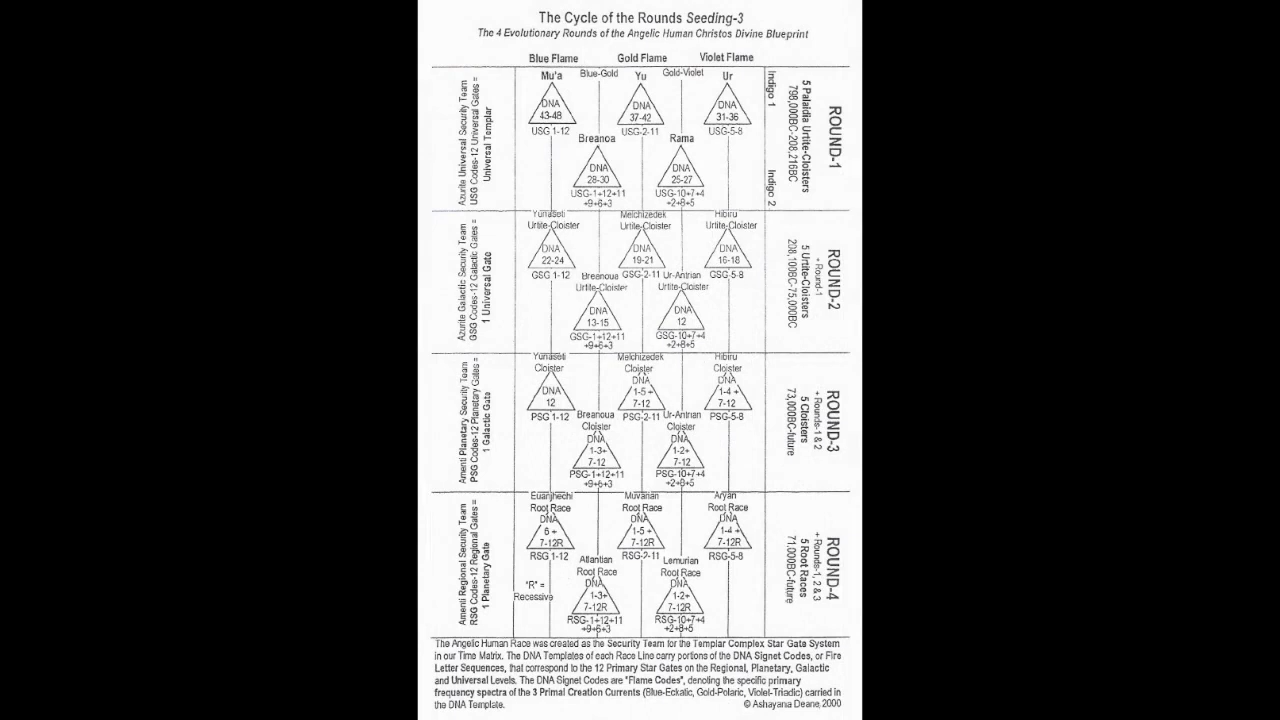 The Cycle of the Rounds Seeding-3
The 4 Evolutionary Rounds of the Angelic Human Christos Divine Blueprint
Blue Flame Gold Flame Violet Flame
Azurite Universal Security Team
USG Codes-12 Universal Gates =
Universal Templar
Mu'a Blue-Gold Yu Gold-Violet Ur
DNA DNA DNA
43-48 37-42 31-36
USG 1-12 USG-2-11 USG-5-8
Breanoa Rama
DNA DNA
28-30 25-27
USG-1+12+11 USG-10+7+4
+9+6+3 +2+8+5
Indigo 1
Indigo 2
ROUND-1
5 Palaidia Urtite-Cloisters
798,000BC-208,216BC
Azurite Galactic Security Team
GSG Codes-12 Galactic Gates =
1 Universal Gate
Yunaseti Melchizedek Hibiru
Urtite-Cloister Urtite-Cloister Urtite-Cloister
DNA DNA DNA
22-24 19-21 16-18
GSG 1-12 Breanoua GSG-2-11 Ur-Antrian GSG-5-8
Urtite-Cloister Urtite-Cloister
DNA DNA
13-15 12
GSG-1+12+11 GSG-10+7+4
+9+6+3 +2+8+5
ROUND-2
+ Round-1
5 Urtite-Cloisters
208,100BC-75,000BC
Amenti Planetary Security Team
PSG Codes-12 Planetary Gates =
1 Galactic Gate
Yunaseti Melchizedek Hibiru
Cloister Cloister Cloister
DNA DNA DNA
12 1-5 + 1-4 +
7-12 7-12
PSG 1-12 Breanoua PSG-2-11 Ur-Antrian PSG-5-8
Cloister Cloister
DNA DNA
1-3+ 1-2+
7-12 7-12
PSG-1+12+11 PSG-10+7+4
+9+6+3 +2+8+5
ROUND-3
+ Rounds-1 & 2
5 Cloisters
73,000BC-future
Amenti Regional Security Team
RSG Codes-12 Regional Gates =
1 Planetary Gate
Euanjhechi Muvarian Aryan
Root Race Root Race Root Race
DNA DNA DNA
6 + 1-5 + 1-4 +
7-12R 7-12R 7-12R
RSG 1-12 RSG-2-11 RSG-5-8
Atlantian Lemurian
Root Race Root Race
"R" =
Recessive
DNA DNA
1-3+ 1-2+
7-12R 7-12R
RSG-1+12+11 RSG-10+7+4
+9+6+3 +2+8+5
ROUND-4
+ Rounds-1, 2 & 3
5 Root Races
71,000BC-future
The Angelic Human Race was created as the Security Team for the Templar Complex Star Gate System
in our Time Matrix. The DNA Templates of each Race Line carry portions of the DNA Signet Codes, or Fire
Letter Sequences, that correspond to the 12 Primary Star Gates on the Regional, Planetary, Galactic
and Universal Levels. The DNA Signet Codes are "Flame Codes", denoting the specific primary
frequency spectra of the 3 Primal Creation Currents (Blue-Eckatic, Gold-Polaric, Violet-Triadic) carried in
the DNA Template. © Ashayana Deane, 2000